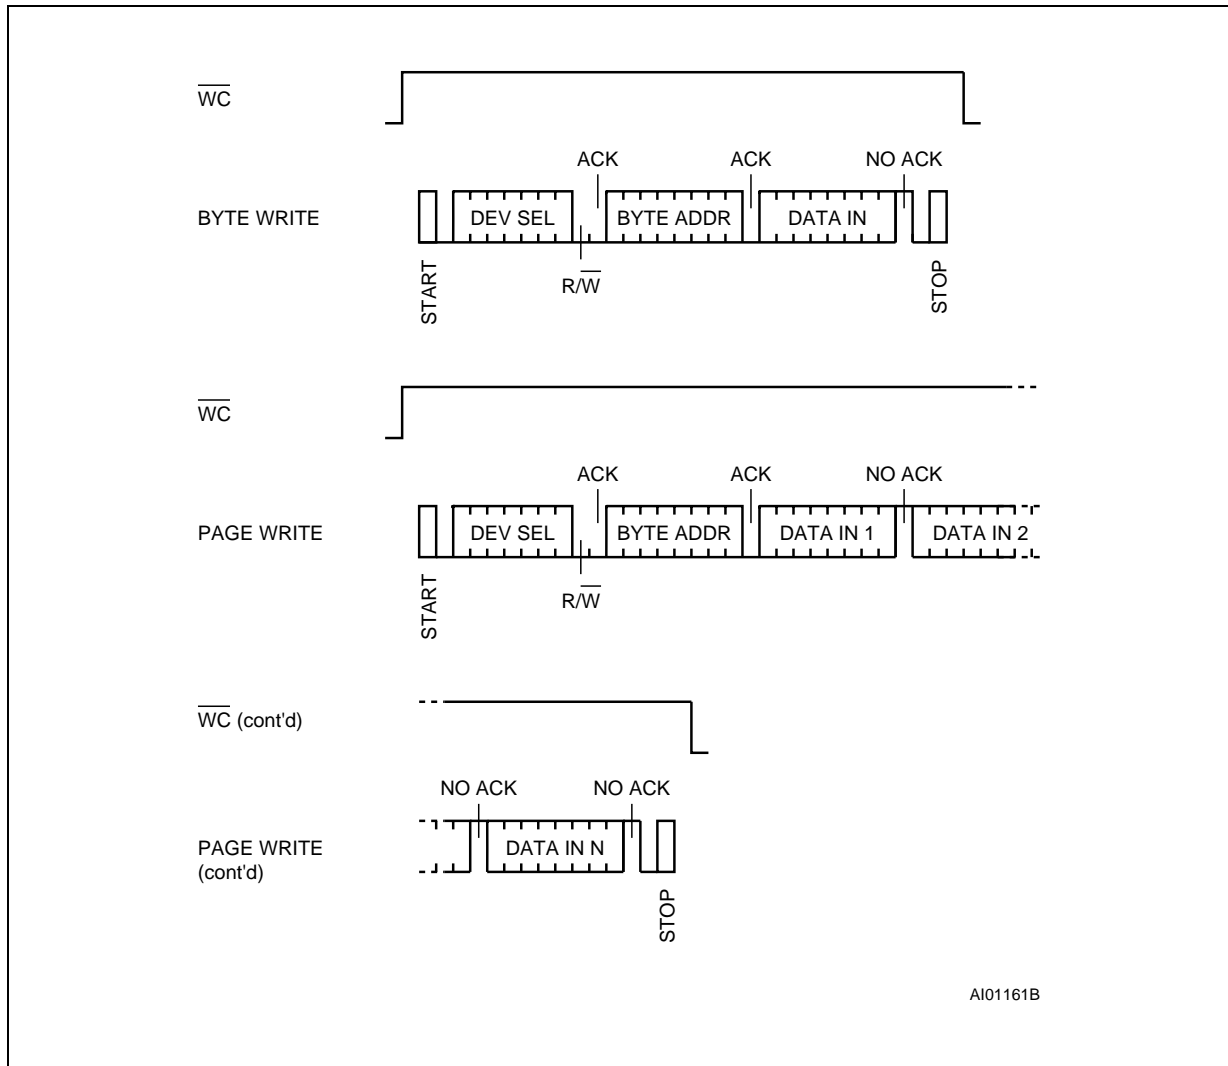 WC
ACK ACK NO ACK
BYTE WRITE DEV SEL BYTE ADDR DATA IN
R/W
START STOP
WC
ACK ACK NO ACK
PAGE WRITE DEV SEL BYTE ADDR DATA IN 1 DATA IN 2
R/W
START
WC (cont'd)
NO ACK NO ACK
PAGE WRITE DATA IN N
(cont'd)
STOP
AI01161B